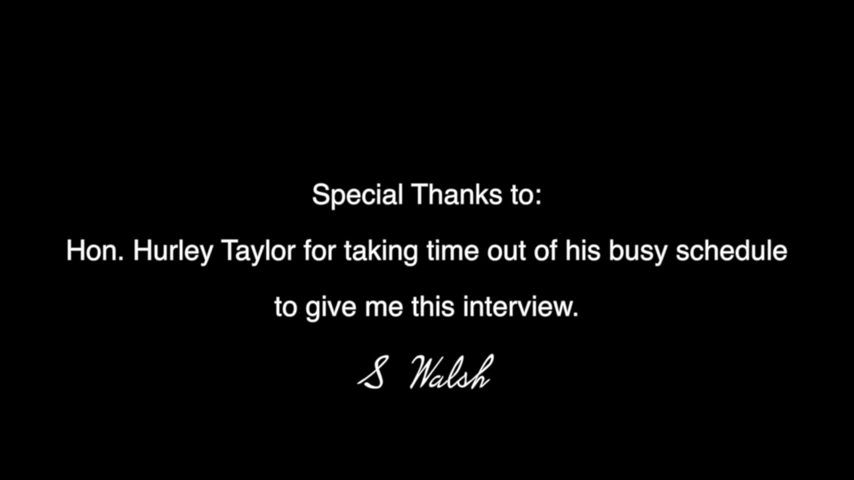 Special Thanks to:
Hon. Hurley Taylor for taking time out of his busy schedule
to give me this interview.
S Walsh